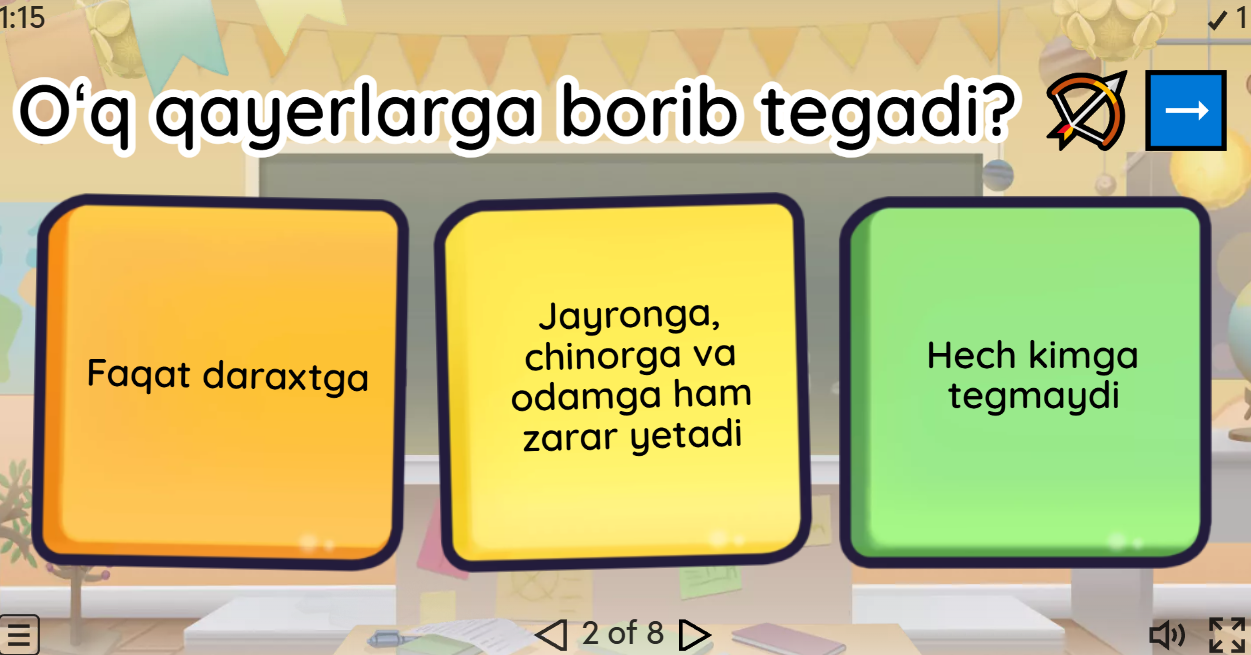 1:15
✓ 1
Oʻq qayerlarga borib tegadi? 🏹 ➡
Faqat daraxtga
Jayronga,
chinorga va
odamga ham
zarar yetadi
Hech kimga
tegmaydi
2 of 8